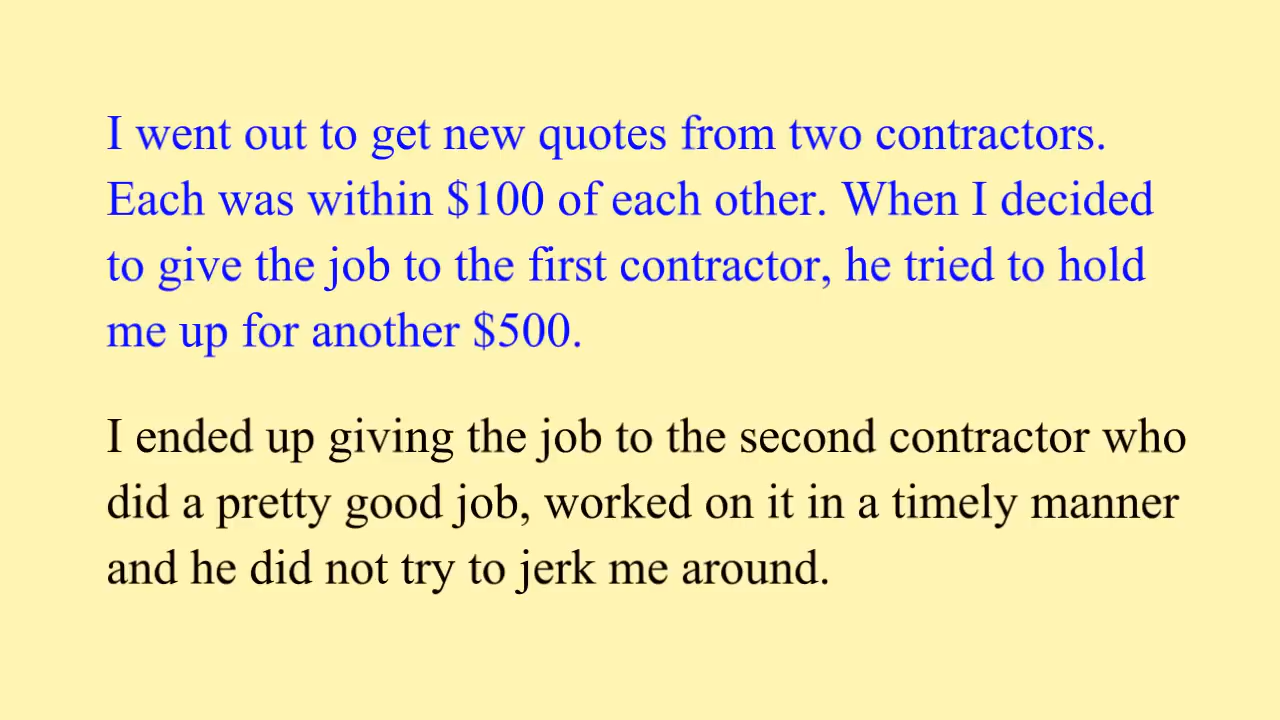 I went out to get new quotes from two contractors.
Each was within $100 of each other. When I decided
to give the job to the first contractor, he tried to hold
me up for another $500.
I ended up giving the job to the second contractor who
did a pretty good job, worked on it in a timely manner
and he did not try to jerk me around.